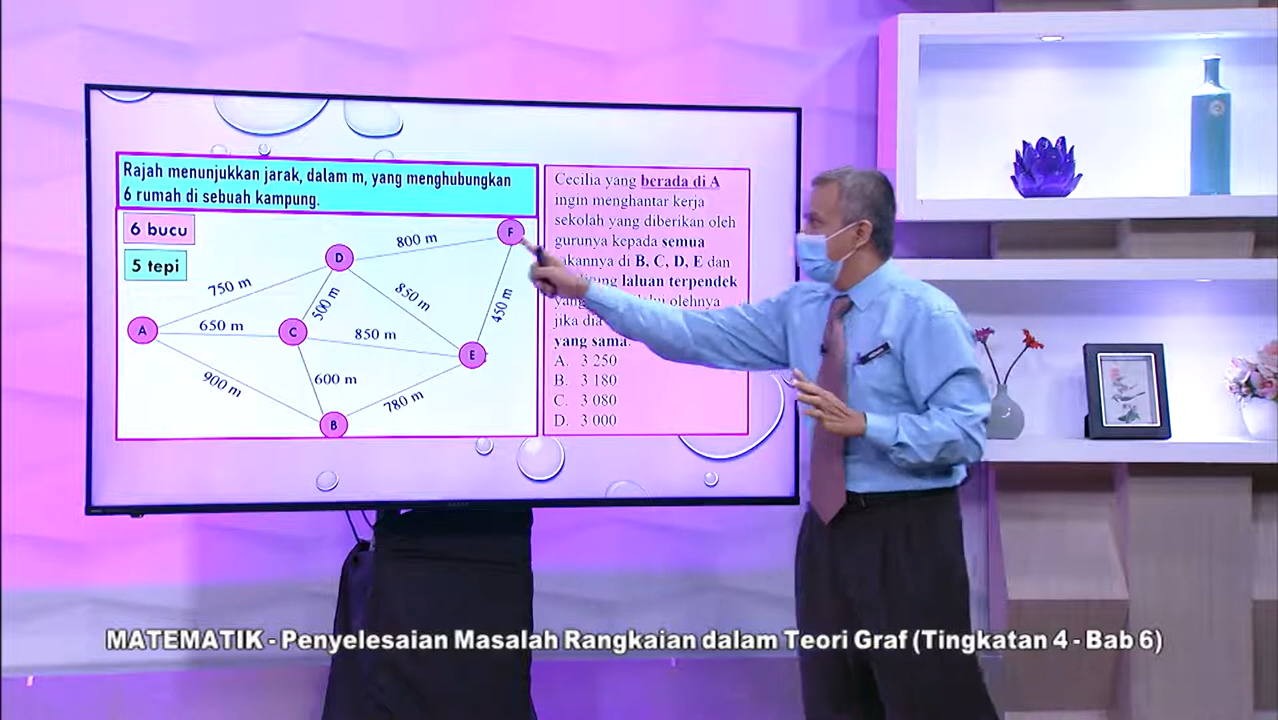 Rajah menunjukkan jarak, dalam m, yang menghubungkan
6 rumah di sebuah kampung.
6 bucu
5 tepi
A
B
C
D
E
F
750 m
650 m
900 m
500 m
800 m
850 m
850 m
600 m
780 m
450 m
Cecilia yang berada di A
ingin menghantar kerja
sekolah yang diberikan oleh
gurunya kepada semua
di B, C, D, E dan
laluan terpendek
olehnya
jika dia
yang sama.
A. 3 250
B. 3 180
C. 3 080
D. 3 000
MATEMATIK - Penyelesaian Masalah Rangkaian dalam Teori Graf (Tingkatan 4 - Bab 6)